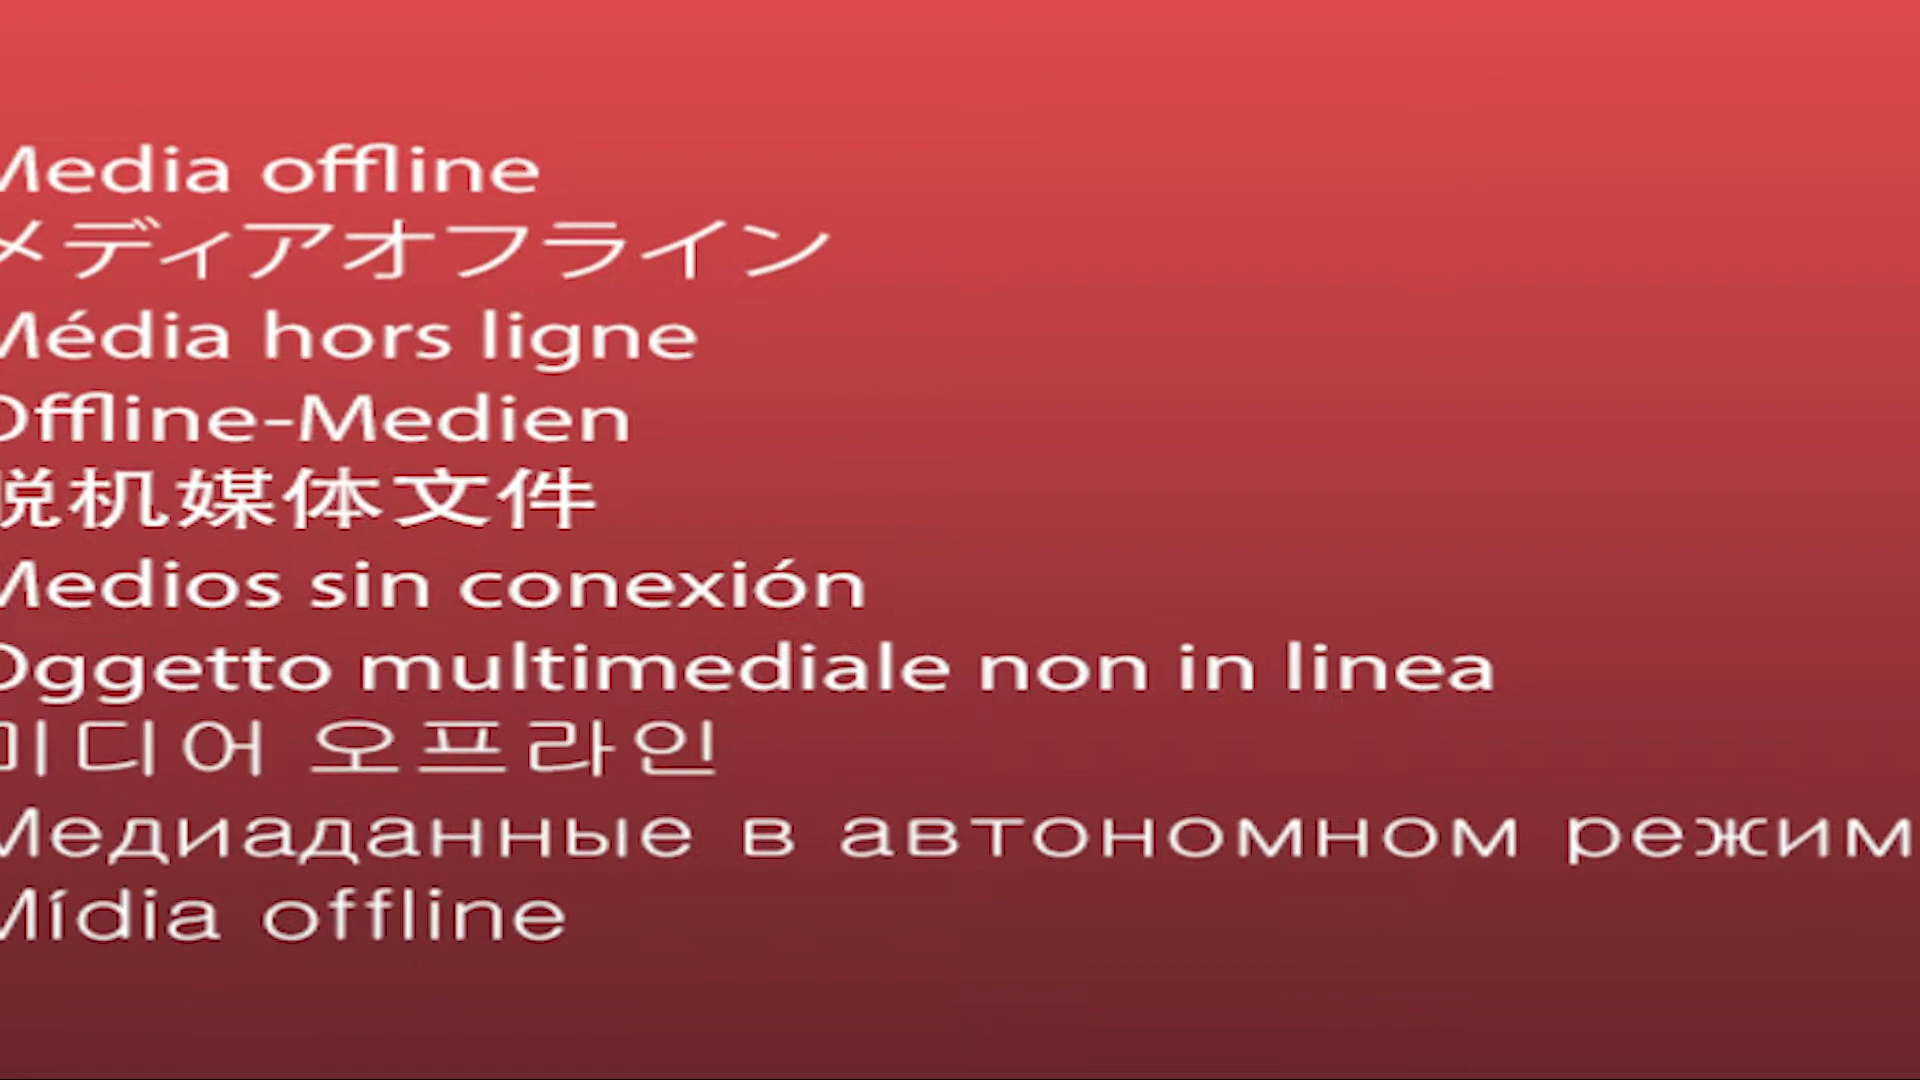 Media offline
メディアオフライン
Média hors ligne
Offline-Medien
脱机媒体文件
Medios sin conexión
Oggetto multimediale non in linea
미디어 오프라인
Медиаданные в автономном режим
Mídia offline